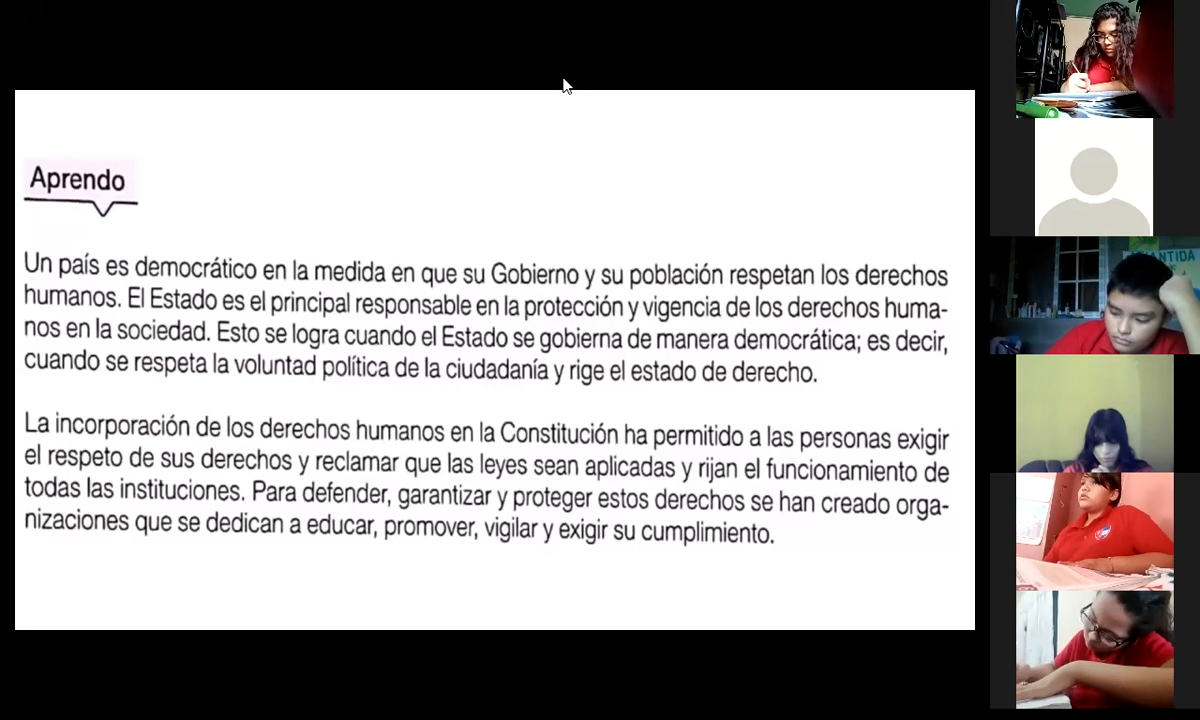 Aprendo
Un país es democrático en la medida en que su Gobierno y su población respetan los derechos
humanos. El Estado es el principal responsable en la protección y vigencia de los derechos huma-
nos en la sociedad. Esto se logra cuando el Estado se gobierna de manera democrática; es decir,
cuando se respeta la voluntad política de la ciudadanía y rige el estado de derecho.
La incorporación de los derechos humanos en la Constitución ha permitido a las personas exigir
el respeto de sus derechos y reclamar que las leyes sean aplicadas y rijan el funcionamiento de
todas las instituciones. Para defender, garantizar y proteger estos derechos se han creado orga-
nizaciones que se dedican a educar, promover, vigilar y exigir su cumplimiento.